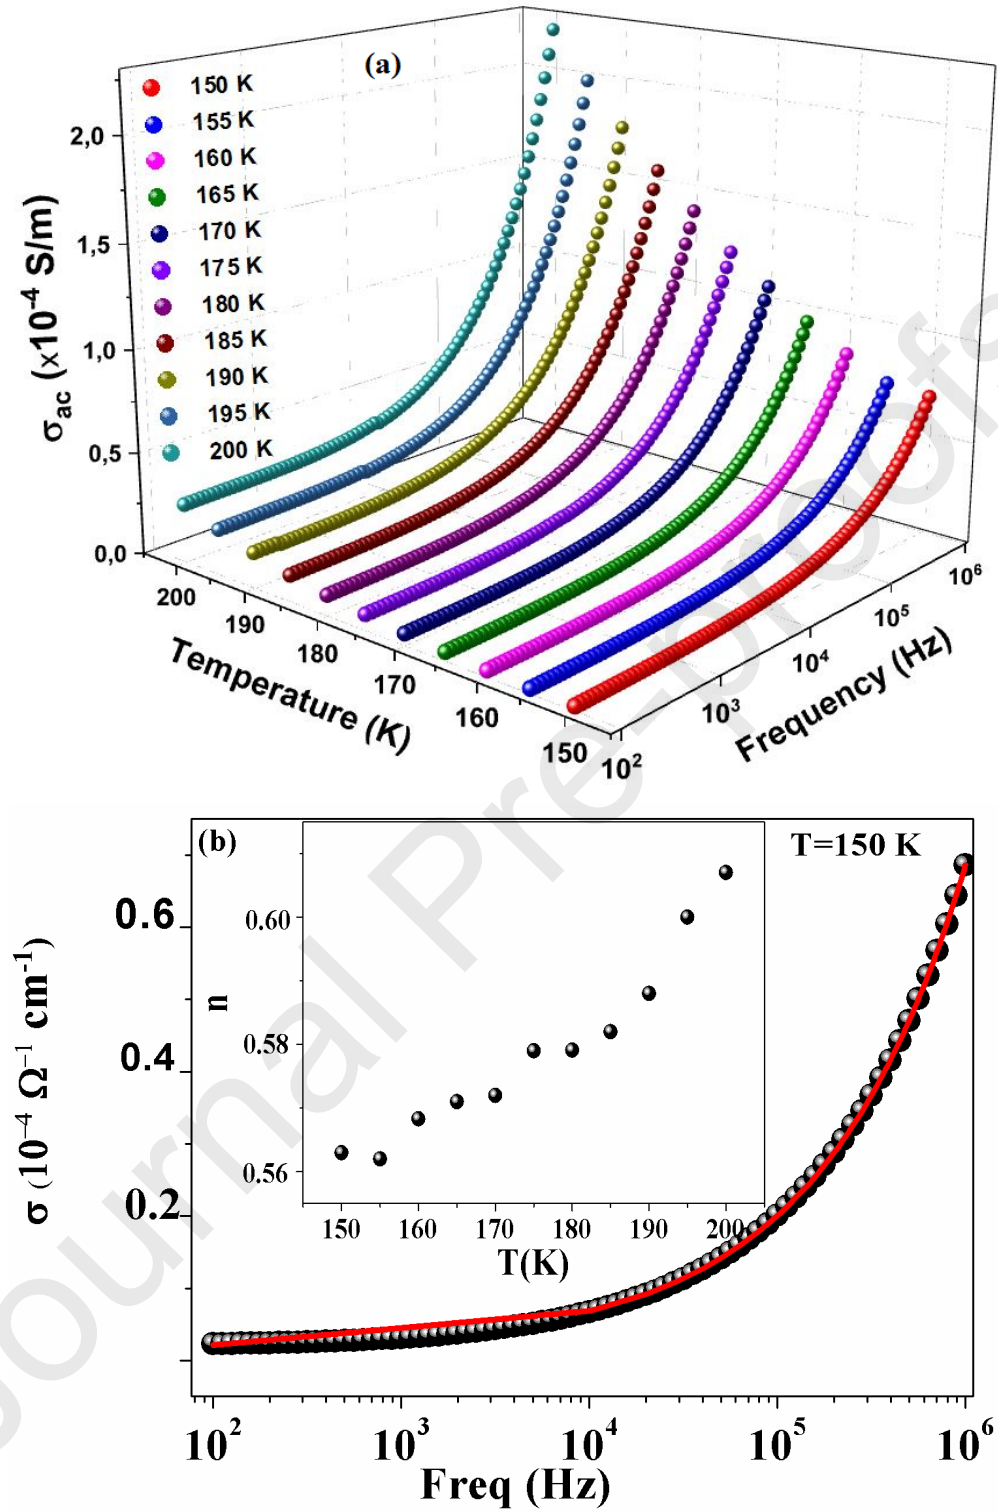 (a)
150 K
155 K
160 K
165 K
170 K
175 K
180 K
185 K
190 K
195 K
200 K
σac (x10-4 S/m)
2,0
1,5
1,0
0,5
0,0
200
190
180
170
160
150
Temperature (K)
10²
10³
10⁴
10⁵
10⁶
Frequency (Hz)
(b)
T=150 K
σ (10⁻⁴ Ω⁻¹ cm⁻¹)
0.6
0.4
0.2
n
0.60
0.58
0.56
150 160 170 180 190 200
T(K)
10² 10³ 10⁴ 10⁵ 10⁶
Freq (Hz)
Journal Pre-proofs